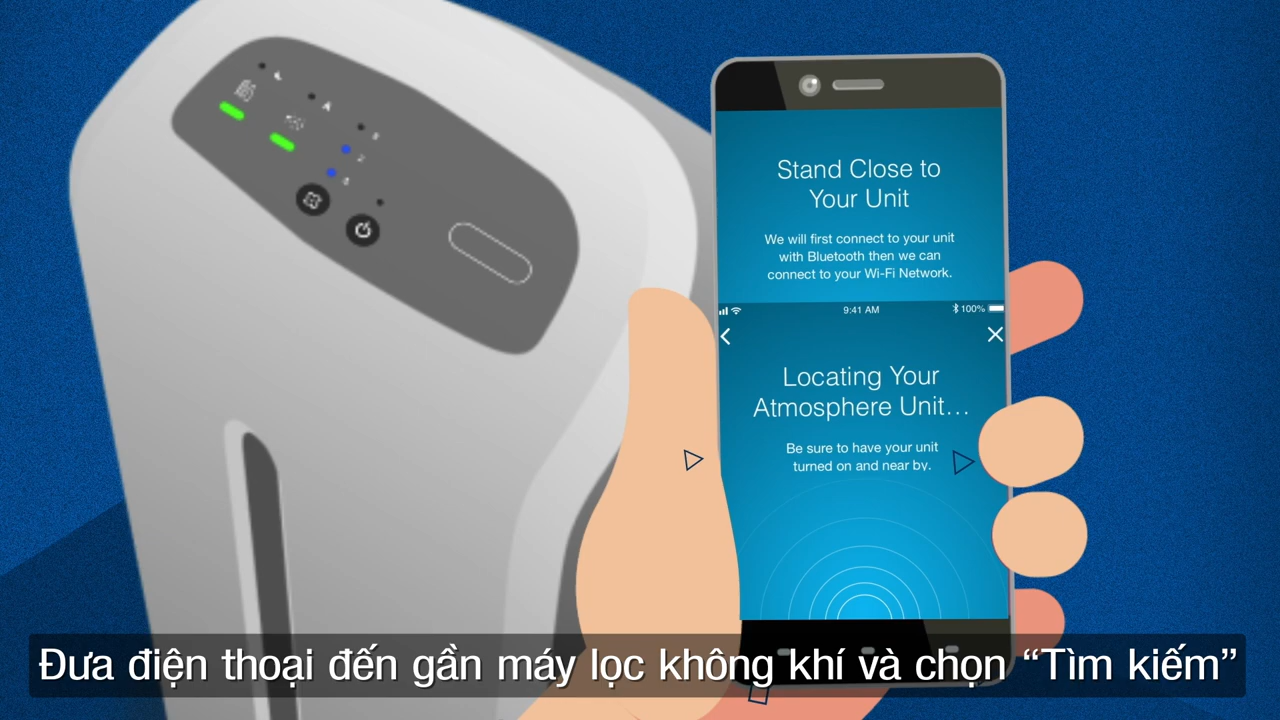 Stand Close to
Your Unit
We will first connect to your unit
with Bluetooth then we can
connect to your Wi-Fi Network.
9:41 AM
100%
Locating Your
Atmosphere Unit...
Be sure to have your unit
turned on and near by.
Đưa điện thoại đến gần máy lọc không khí và chọn “Tìm kiếm”